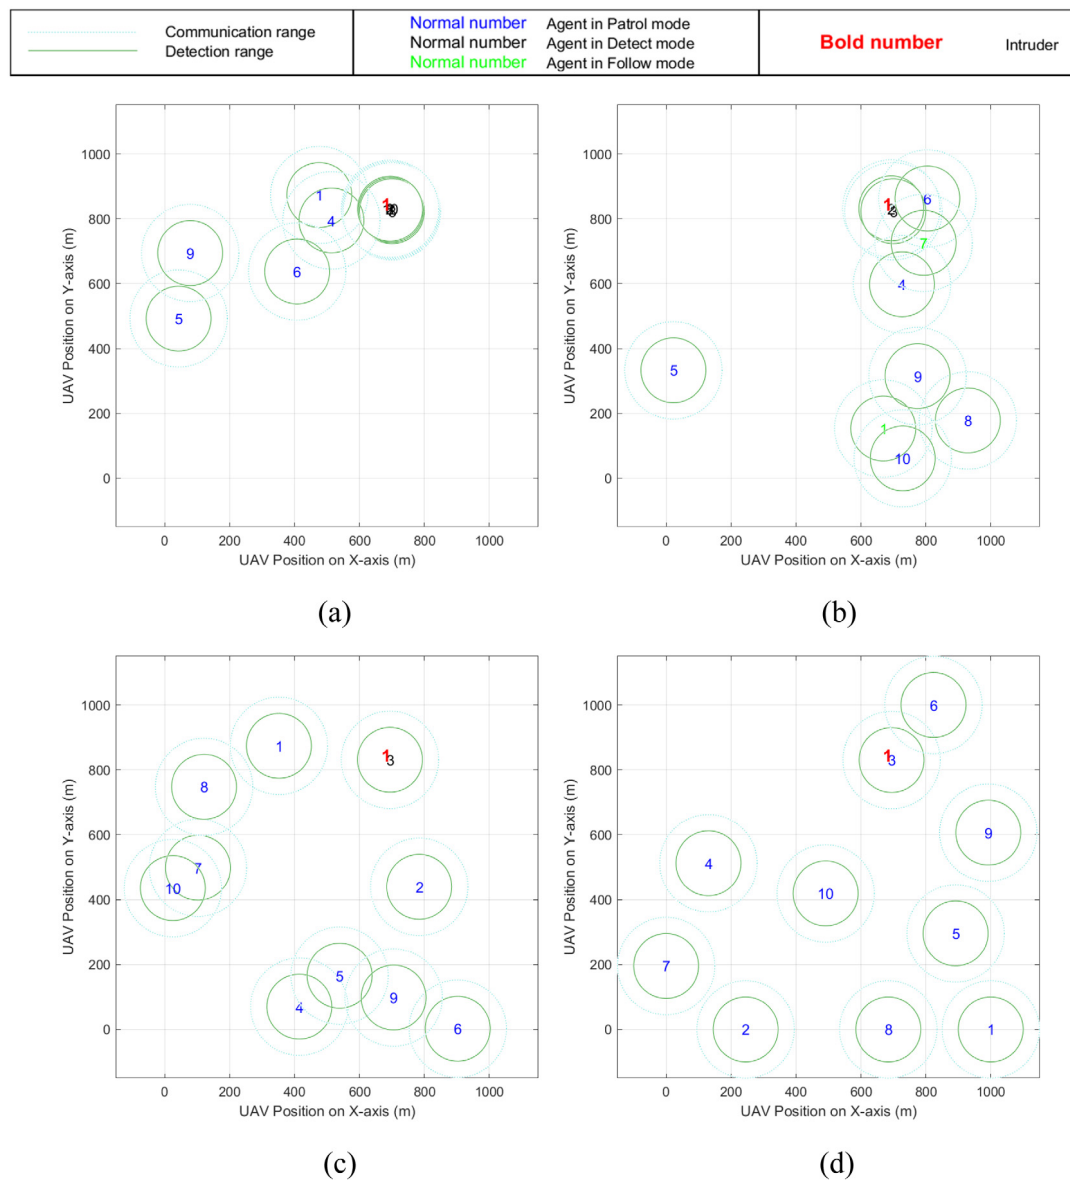 Communication range
Detection range
Normal number Agent in Patrol mode
Normal number Agent in Detect mode
Normal number Agent in Follow mode
Bold number Intruder
1000
800
600
400
200
0
0 200 400 600 800 1000
UAV Position on X-axis (m)
UAV Position on Y-axis (m)
1
4
9
6
5
1
(a)
1000
800
600
400
200
0
0 200 400 600 800 1000
UAV Position on X-axis (m)
UAV Position on Y-axis (m)
6
1
7
4
5
9
8
1
10
(b)
1000
800
600
400
200
0
0 200 400 600 800 1000
UAV Position on X-axis (m)
UAV Position on Y-axis (m)
1
1
3
8
7
10
2
5
4
9
6
(c)
1000
800
600
400
200
0
0 200 400 600 800 1000
UAV Position on X-axis (m)
UAV Position on Y-axis (m)
6
1
3
9
4
10
5
7
2
8
1
(d)